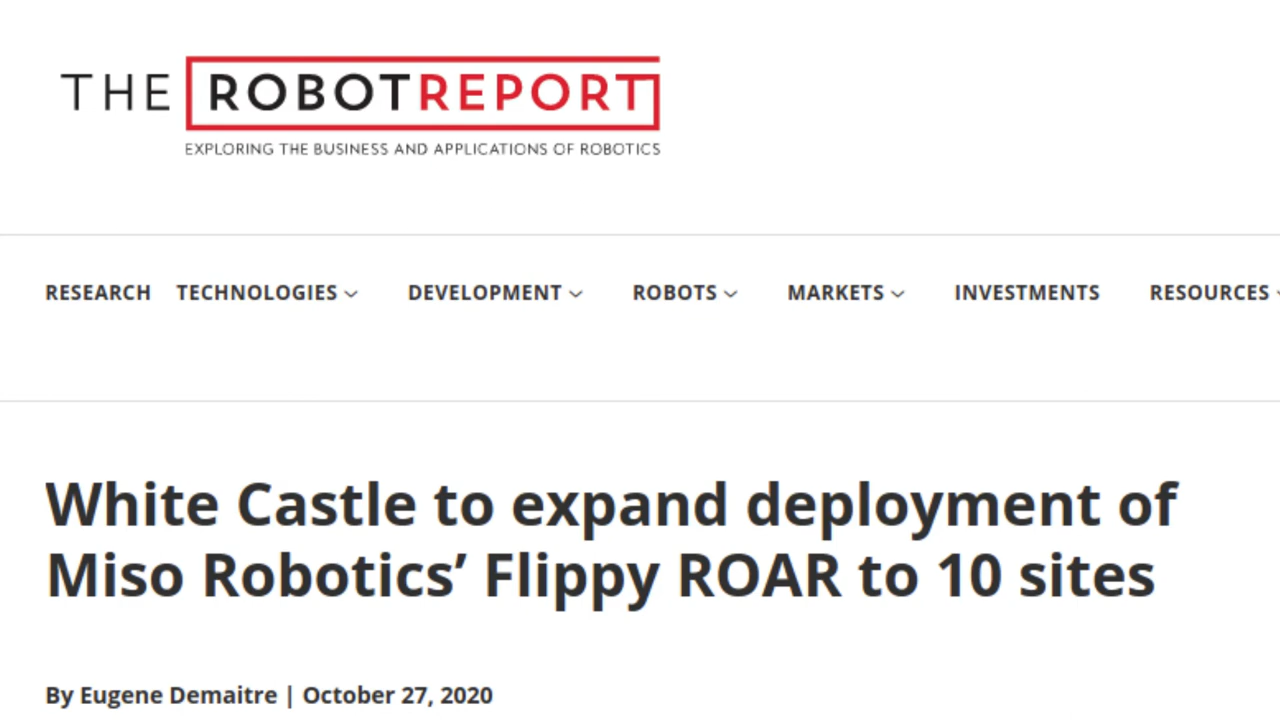 THE ROBOTREPORT
EXPLORING THE BUSINESS AND APPLICATIONS OF ROBOTICS
RESEARCH TECHNOLOGIES DEVELOPMENT ROBOTS MARKETS INVESTMENTS RESOURCES
White Castle to expand deployment of
Miso Robotics’ Flippy ROAR to 10 sites
By Eugene Demaitre | October 27, 2020